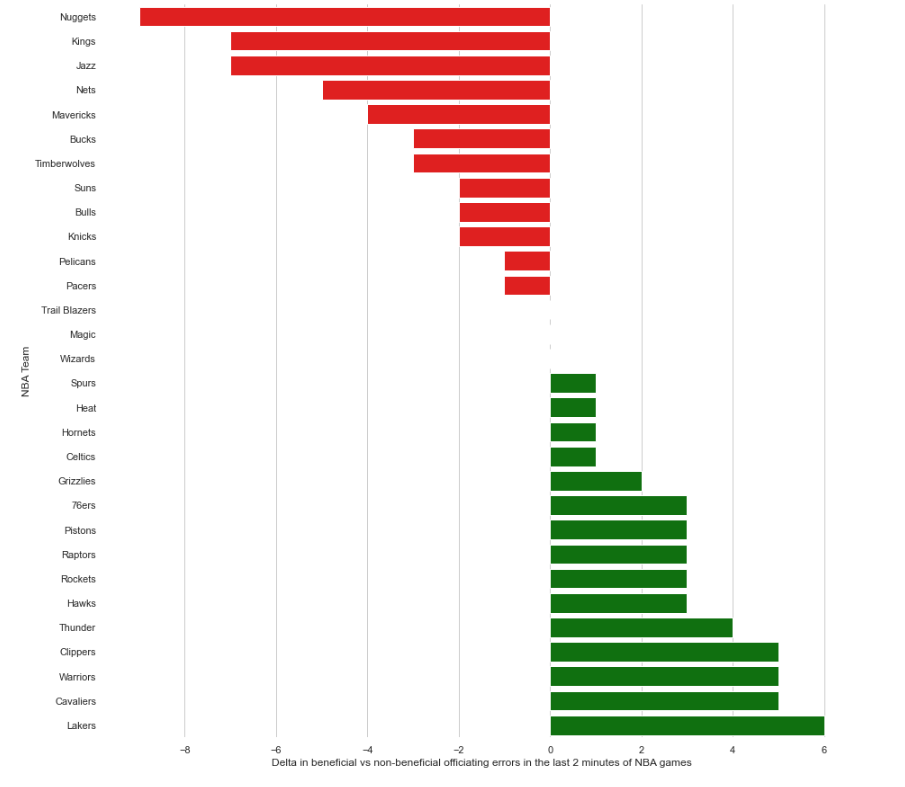 Nuggets
Kings
Jazz
Nets
Mavericks
Bucks
Timberwolves
Suns
Bulls
Knicks
Pelicans
Pacers
Trail Blazers
Magic
Wizards
Spurs
Heat
Hornets
Celtics
Grizzlies
76ers
Pistons
Raptors
Rockets
Hawks
Thunder
Clippers
Warriors
Cavaliers
Lakers
NBA Team
−8 −6 −4 −2 0 2 4 6
Delta in beneficial vs non-beneficial officiating errors in the last 2 minutes of NBA games